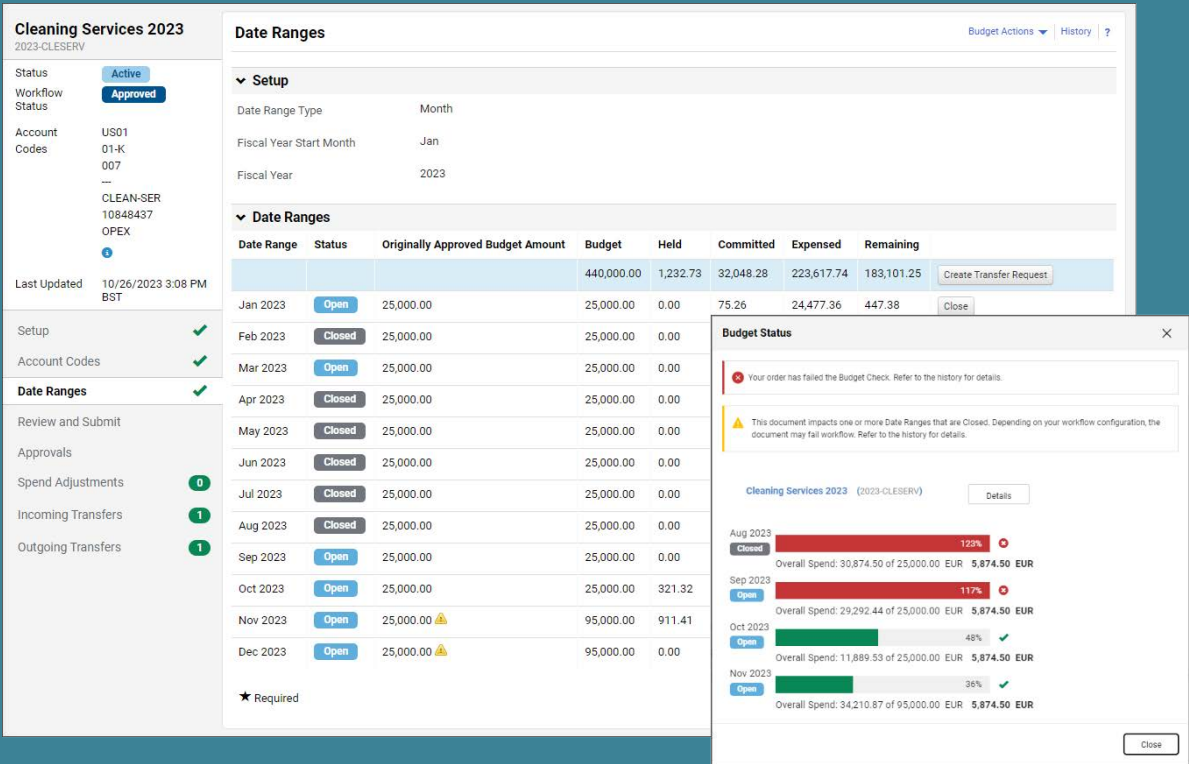 Cleaning Services 2023
2023-CLESERV
Status Active
Workflow Status Approved
Account Codes US01
01-K
007
---
CLEAN-SER
10848437
OPEX
Last Updated 10/26/2023 3:08 PM BST
Setup
Account Codes
Date Ranges
Review and Submit
Approvals
Spend Adjustments 0
Incoming Transfers 1
Outgoing Transfers 1
Date Ranges
Budget Actions History ?
Setup
Date Range Type Month
Fiscal Year Start Month Jan
Fiscal Year 2023
Date Ranges
Date Range Status Originally Approved Budget Amount Budget Held Committed Expensed Remaining
440,000.00 1,232.73 32,048.28 223,617.74 183,101.25 Create Transfer Request
Jan 2023 Open 25,000.00 25,000.00 0.00 75.26 24,477.36 447.38 Close
Feb 2023 Closed 25,000.00 25,000.00 0.00
Mar 2023 Open 25,000.00 25,000.00 0.00
Apr 2023 Closed 25,000.00 25,000.00 0.00
May 2023 Closed 25,000.00 25,000.00 0.00
Jun 2023 Closed 25,000.00 25,000.00 0.00
Jul 2023 Closed 25,000.00 25,000.00 0.00
Aug 2023 Closed 25,000.00 25,000.00 0.00
Sep 2023 Open 25,000.00 25,000.00 0.00
Oct 2023 Open 25,000.00 25,000.00 321.32
Nov 2023 Open 25,000.00 95,000.00 911.41
Dec 2023 Open 25,000.00 95,000.00 0.00
★ Required
Budget Status
Your order has failed the Budget Check. Refer to the history for details.
This document impacts one or more Date Ranges that are Closed. Depending on your workflow configuration, the
document may fail workflow. Refer to the history for details.
Cleaning Services 2023 (2023-CLESERV) Details
Aug 2023
Closed 123%
Overall Spend: 30,874.50 of 25,000.00 EUR 5,874.50 EUR
Sep 2023
Open 117%
Overall Spend: 29,292.44 of 25,000.00 EUR 5,874.50 EUR
Oct 2023
Open 48%
Overall Spend: 11,889.53 of 25,000.00 EUR 5,874.50 EUR
Nov 2023
Open 36%
Overall Spend: 34,210.87 of 95,000.00 EUR 5,874.50 EUR
Close